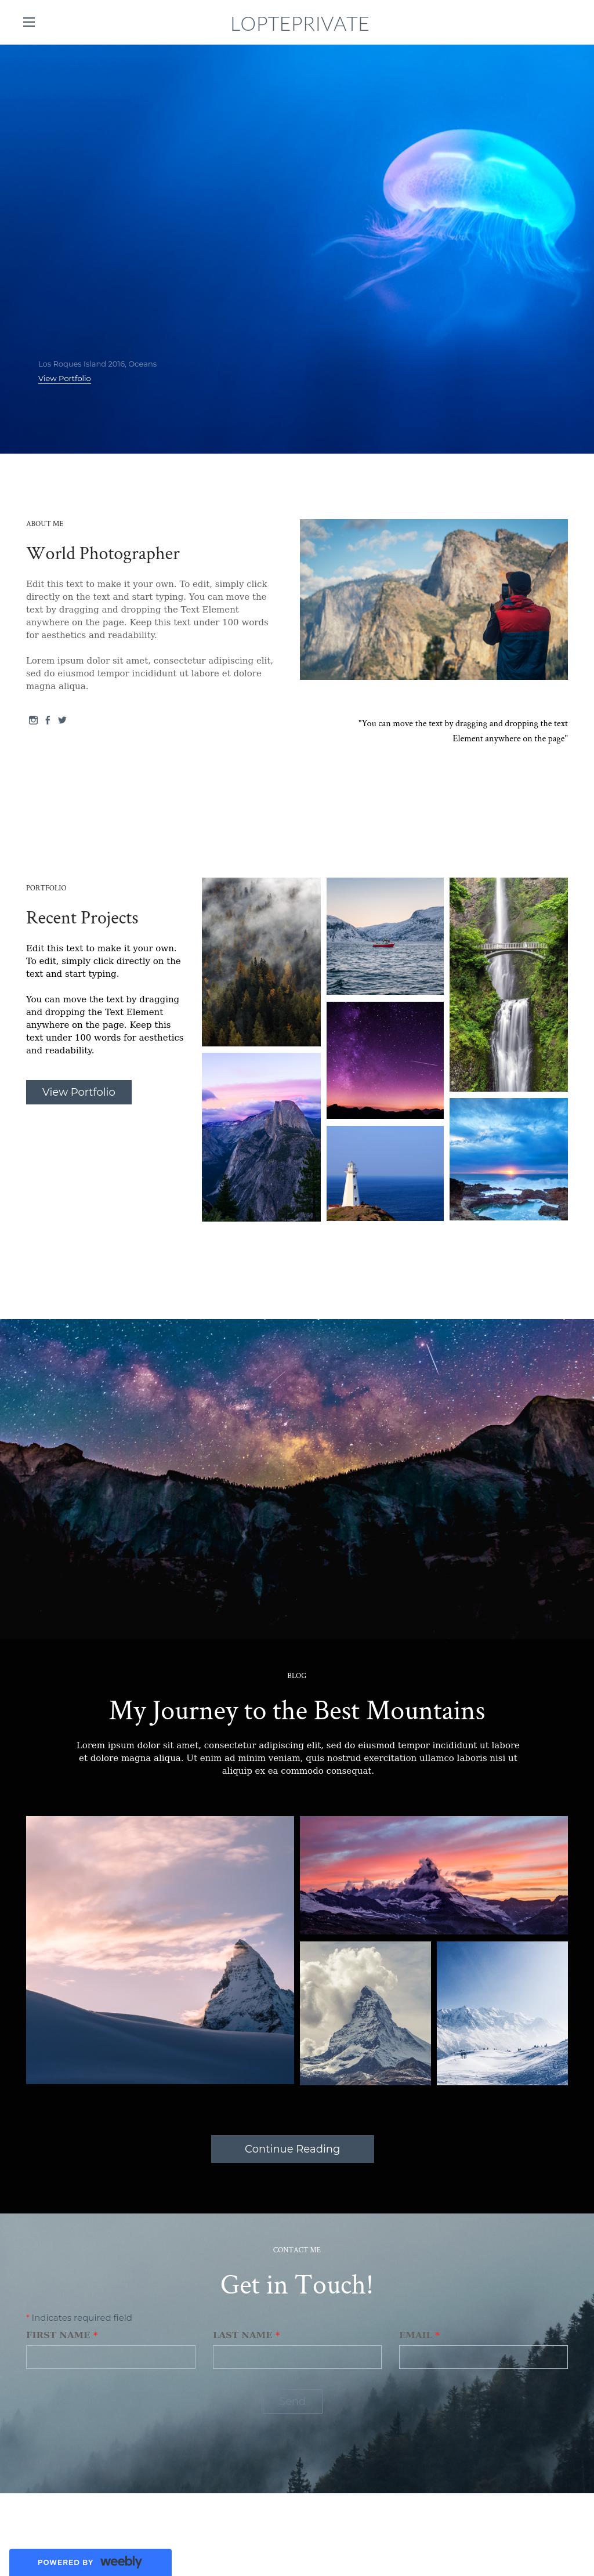 LOPTEPRIVATE
Los Roques Island 2016, Oceans
View Portfolio
ABOUT ME
World Photographer
Edit this text to make it your own. To edit, simply click
directly on the text and start typing. You can move the
text by dragging and dropping the Text Element
anywhere on the page. Keep this text under 100 words
for aesthetics and readability.
Lorem ipsum dolor sit amet, consectetur adipiscing elit,
sed do eiusmod tempor incididunt ut labore et dolore
magna aliqua.
"You can move the text by dragging and dropping the text
Element anywhere on the page"
PORTFOLIO
Recent Projects
Edit this text to make it your own.
To edit, simply click directly on the
text and start typing.
You can move the text by dragging
and dropping the Text Element
anywhere on the page. Keep this
text under 100 words for aesthetics
and readability.
View Portfolio
BLOG
My Journey to the Best Mountains
Lorem ipsum dolor sit amet, consectetur adipiscing elit, sed do eiusmod tempor incididunt ut labore
et dolore magna aliqua. Ut enim ad minim veniam, quis nostrud exercitation ullamco laboris nisi ut
aliquip ex ea commodo consequat.
Continue Reading
CONTACT ME
Get in Touch!
* Indicates required field
FIRST NAME *
LAST NAME *
EMAIL *
Send
POWERED BY weebly